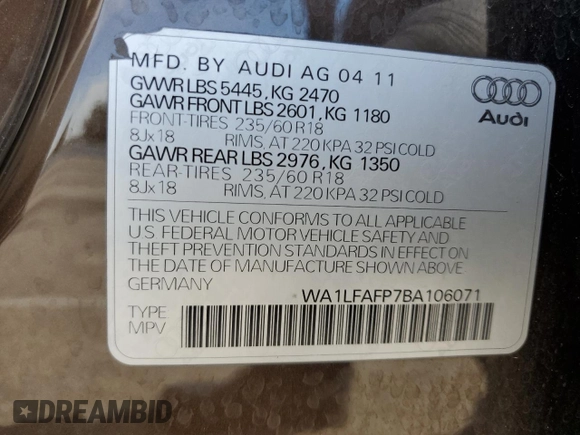 MFD. BY AUDI AG 04 11
GVWR LBS 5445, KG 2470
GAWR FRONT LBS 2601, KG 1180
FRONT-TIRES 235/60 R18
8Jx18 RIMS, AT 220 KPA 32 PSI COLD
GAWR REAR LBS 2976, KG 1350
REAR-TIRES 235/60 R18
8Jx18 RIMS, AT 220 KPA 32 PSI COLD
Audi
THIS VEHICLE CONFORMS TO ALL APPLICABLE
U.S. FEDERAL MOTOR VEHICLE SAFETY AND
THEFT PREVENTION STANDARDS IN EFFECT ON
THE DATE OF MANUFACTURE SHOWN ABOVE.
GERMANY WA1LFAFP7BA106071
TYPE
MPV
DREAMBID